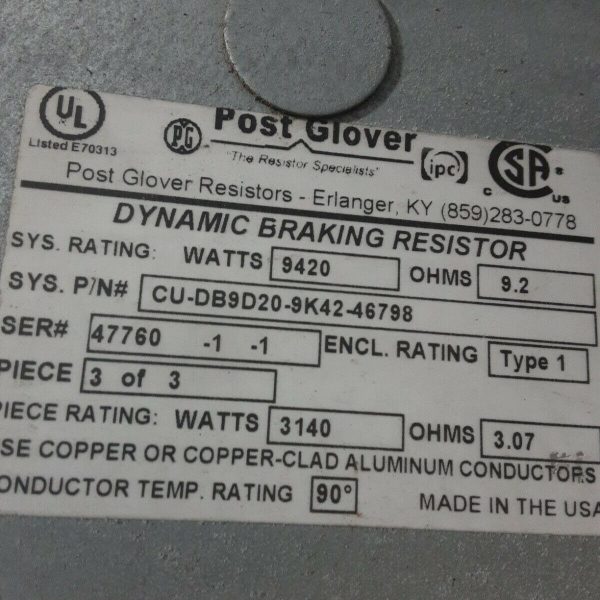 UL
Listed E70313
PG
Post Glover
"The Resistor Specialists"
ipc
CSA ®
C US
Post Glover Resistors - Erlanger, KY (859)283-0778
DYNAMIC BRAKING RESISTOR
SYS. RATING: WATTS 9420 OHMS 9.2
SYS. P/N# CU-DB9D20-9K42-46798
SER# 47760 -1 -1 ENCL. RATING Type 1
PIECE 3 of 3
PIECE RATING: WATTS 3140 OHMS 3.07
SE COPPER OR COPPER-CLAD ALUMINUM CONDUCTORS
ONDUCTOR TEMP. RATING 90° MADE IN THE USA